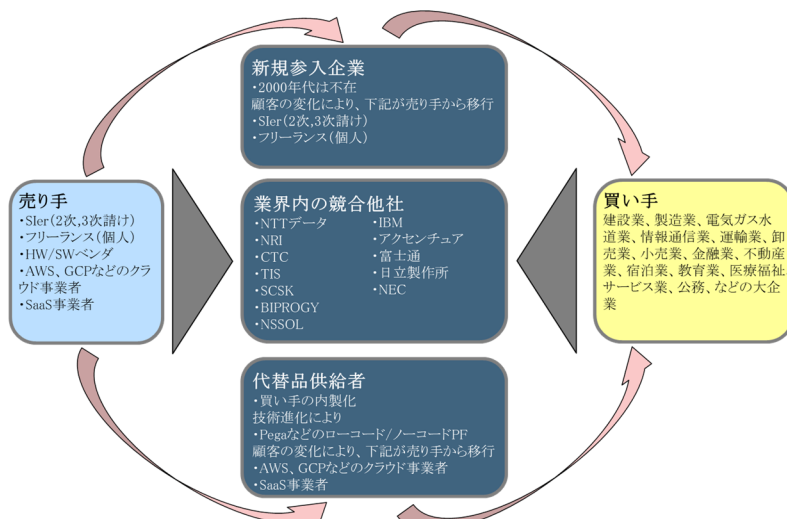 新規参入企業
・2000年代は不在
顧客の変化により、下記が売り手から移行
・SIer（2次,3次請け）
・フリーランス（個人）
売り手
・SIer（2次,3次請け）
・フリーランス（個人）
・HW/SWベンダ
・AWS、GCPなどのクラ
ウド事業者
・SaaS事業者
業界内の競合他社
・NTTデータ
・NRI
・CTC
・TIS
・SCSK
・BIPROGY
・NSSOL
・IBM
・アクセンチュア
・富士通
・日立製作所
・NEC
買い手
建設業、製造業、電気ガス水
道業、情報通信業、運輸業、卸
売業、小売業、金融業、不動産
業、宿泊業、教育業、医療福祉、
サービス業、公務、などの大企
業
代替品供給者
・買い手の内製化
技術進化により
・Pegaなどのローコード/ノーコードPF
顧客の変化により、下記が売り手から移行
・AWS、GCPなどのクラウド事業者
・SaaS事業者